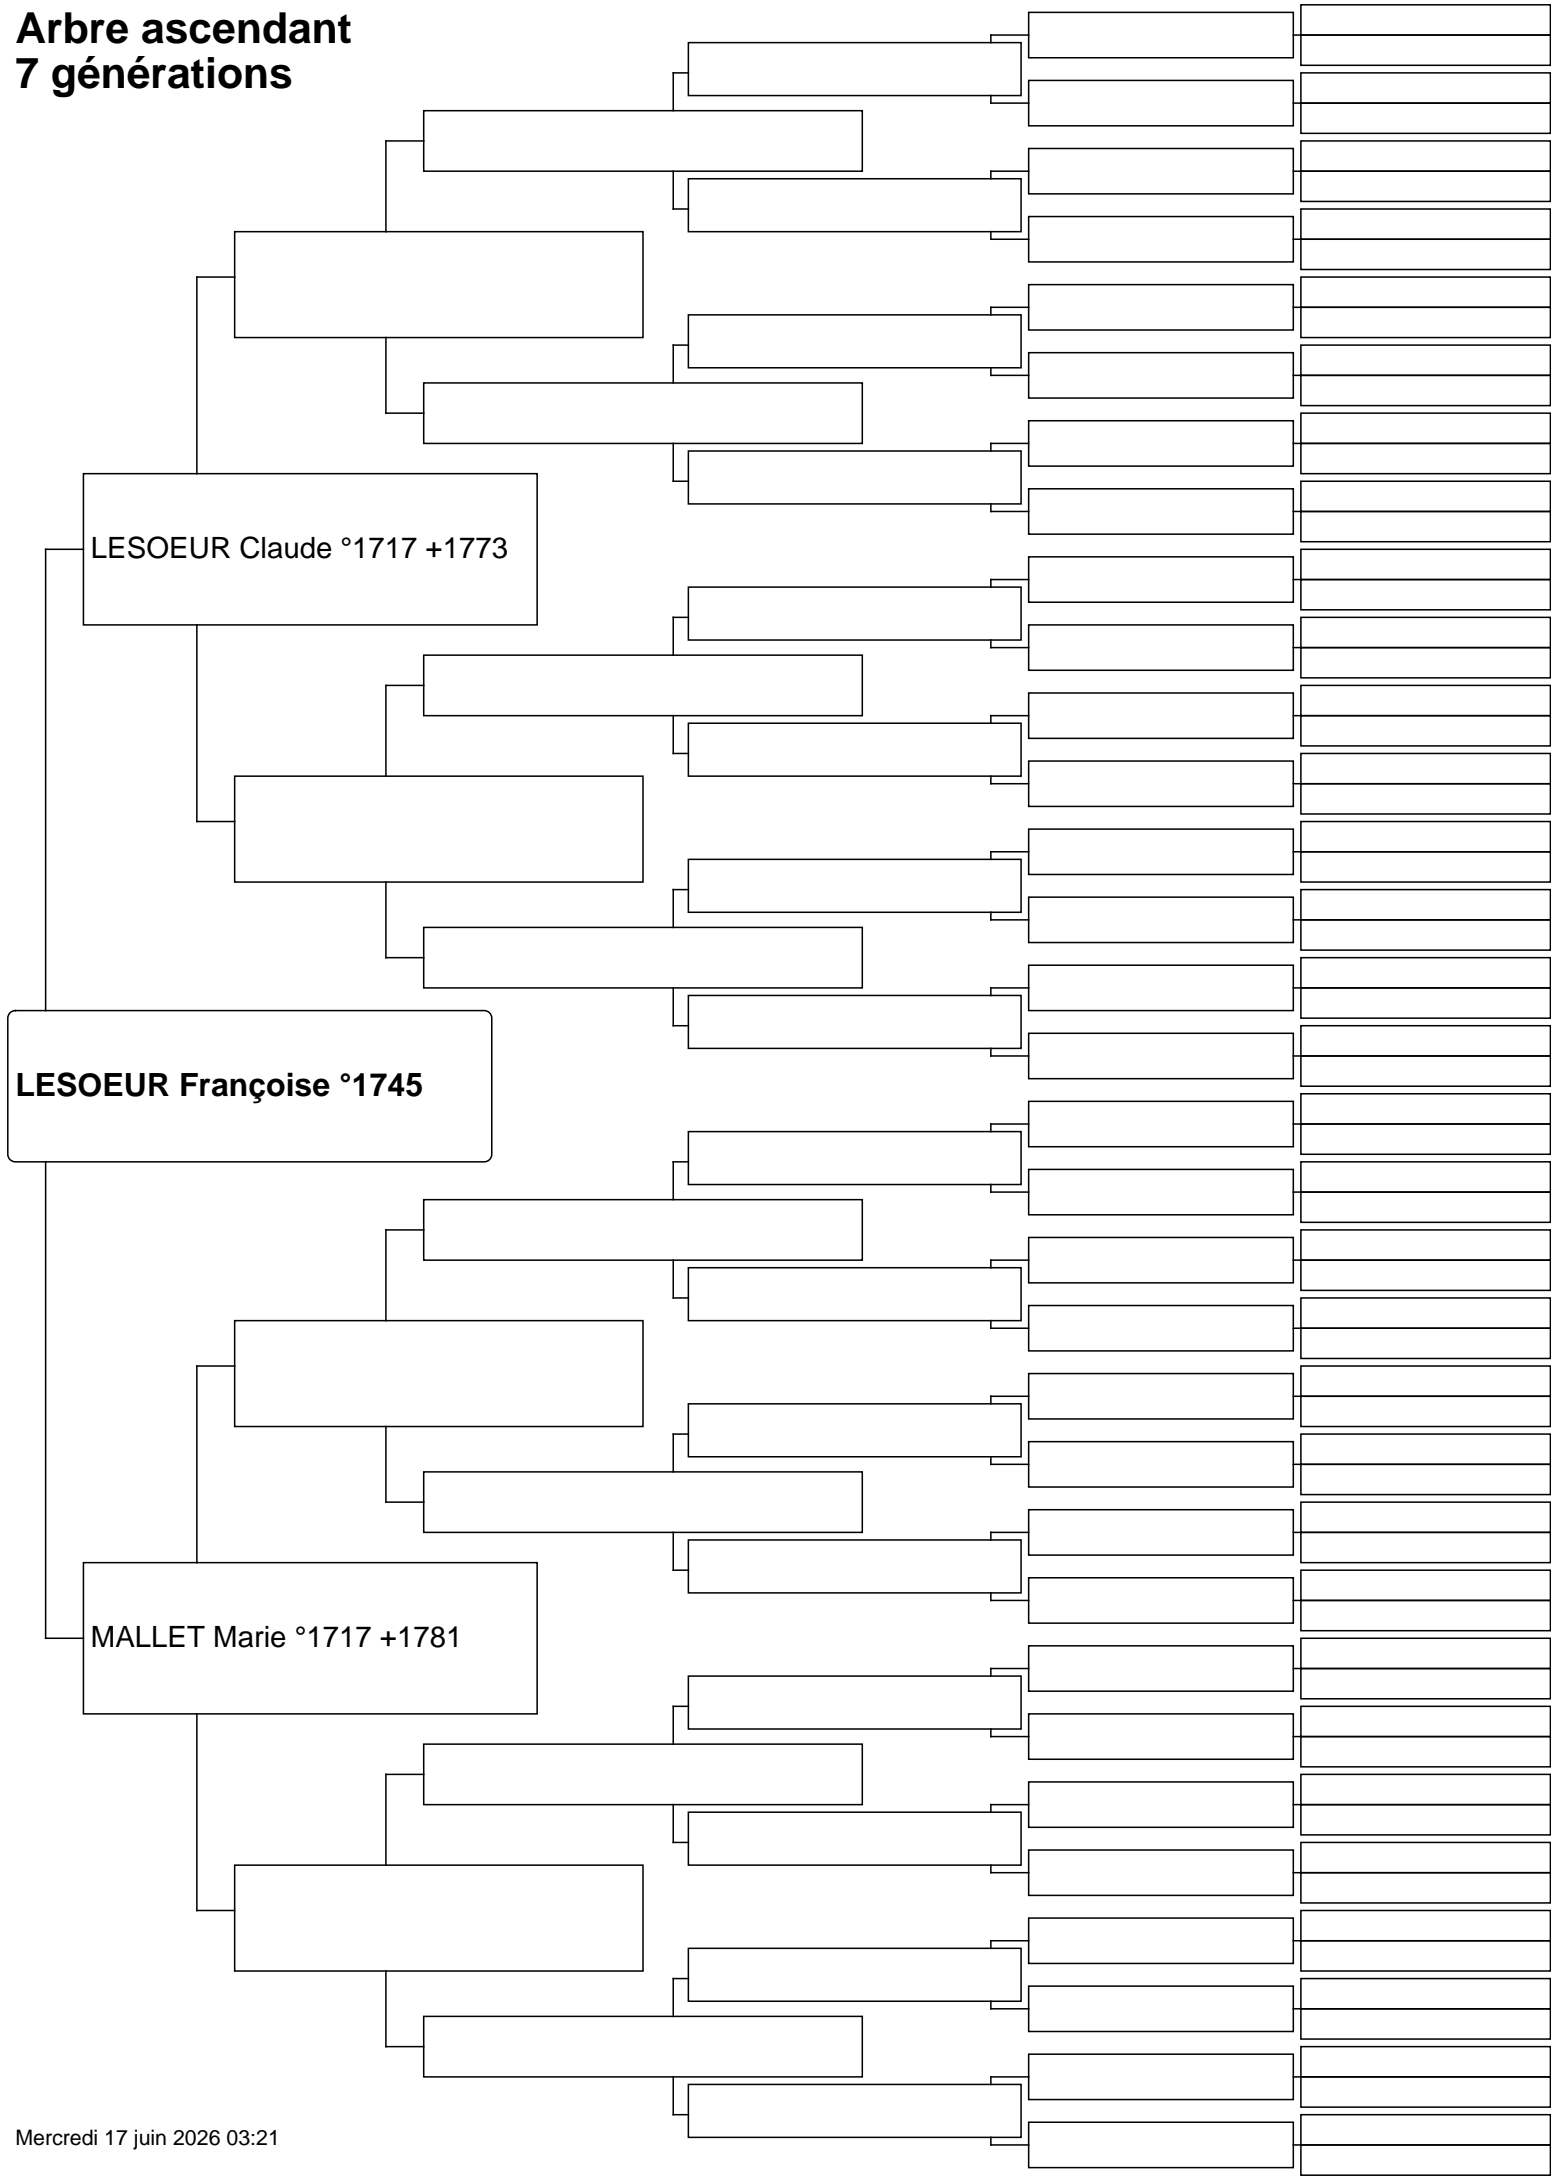 Arbre ascendant
7 générations
LESOEUR Claude °1717 +1773
LESOEUR Françoise °1745
MALLET Marie °1717 +1781
Mercredi 17 juin 2026 03:21